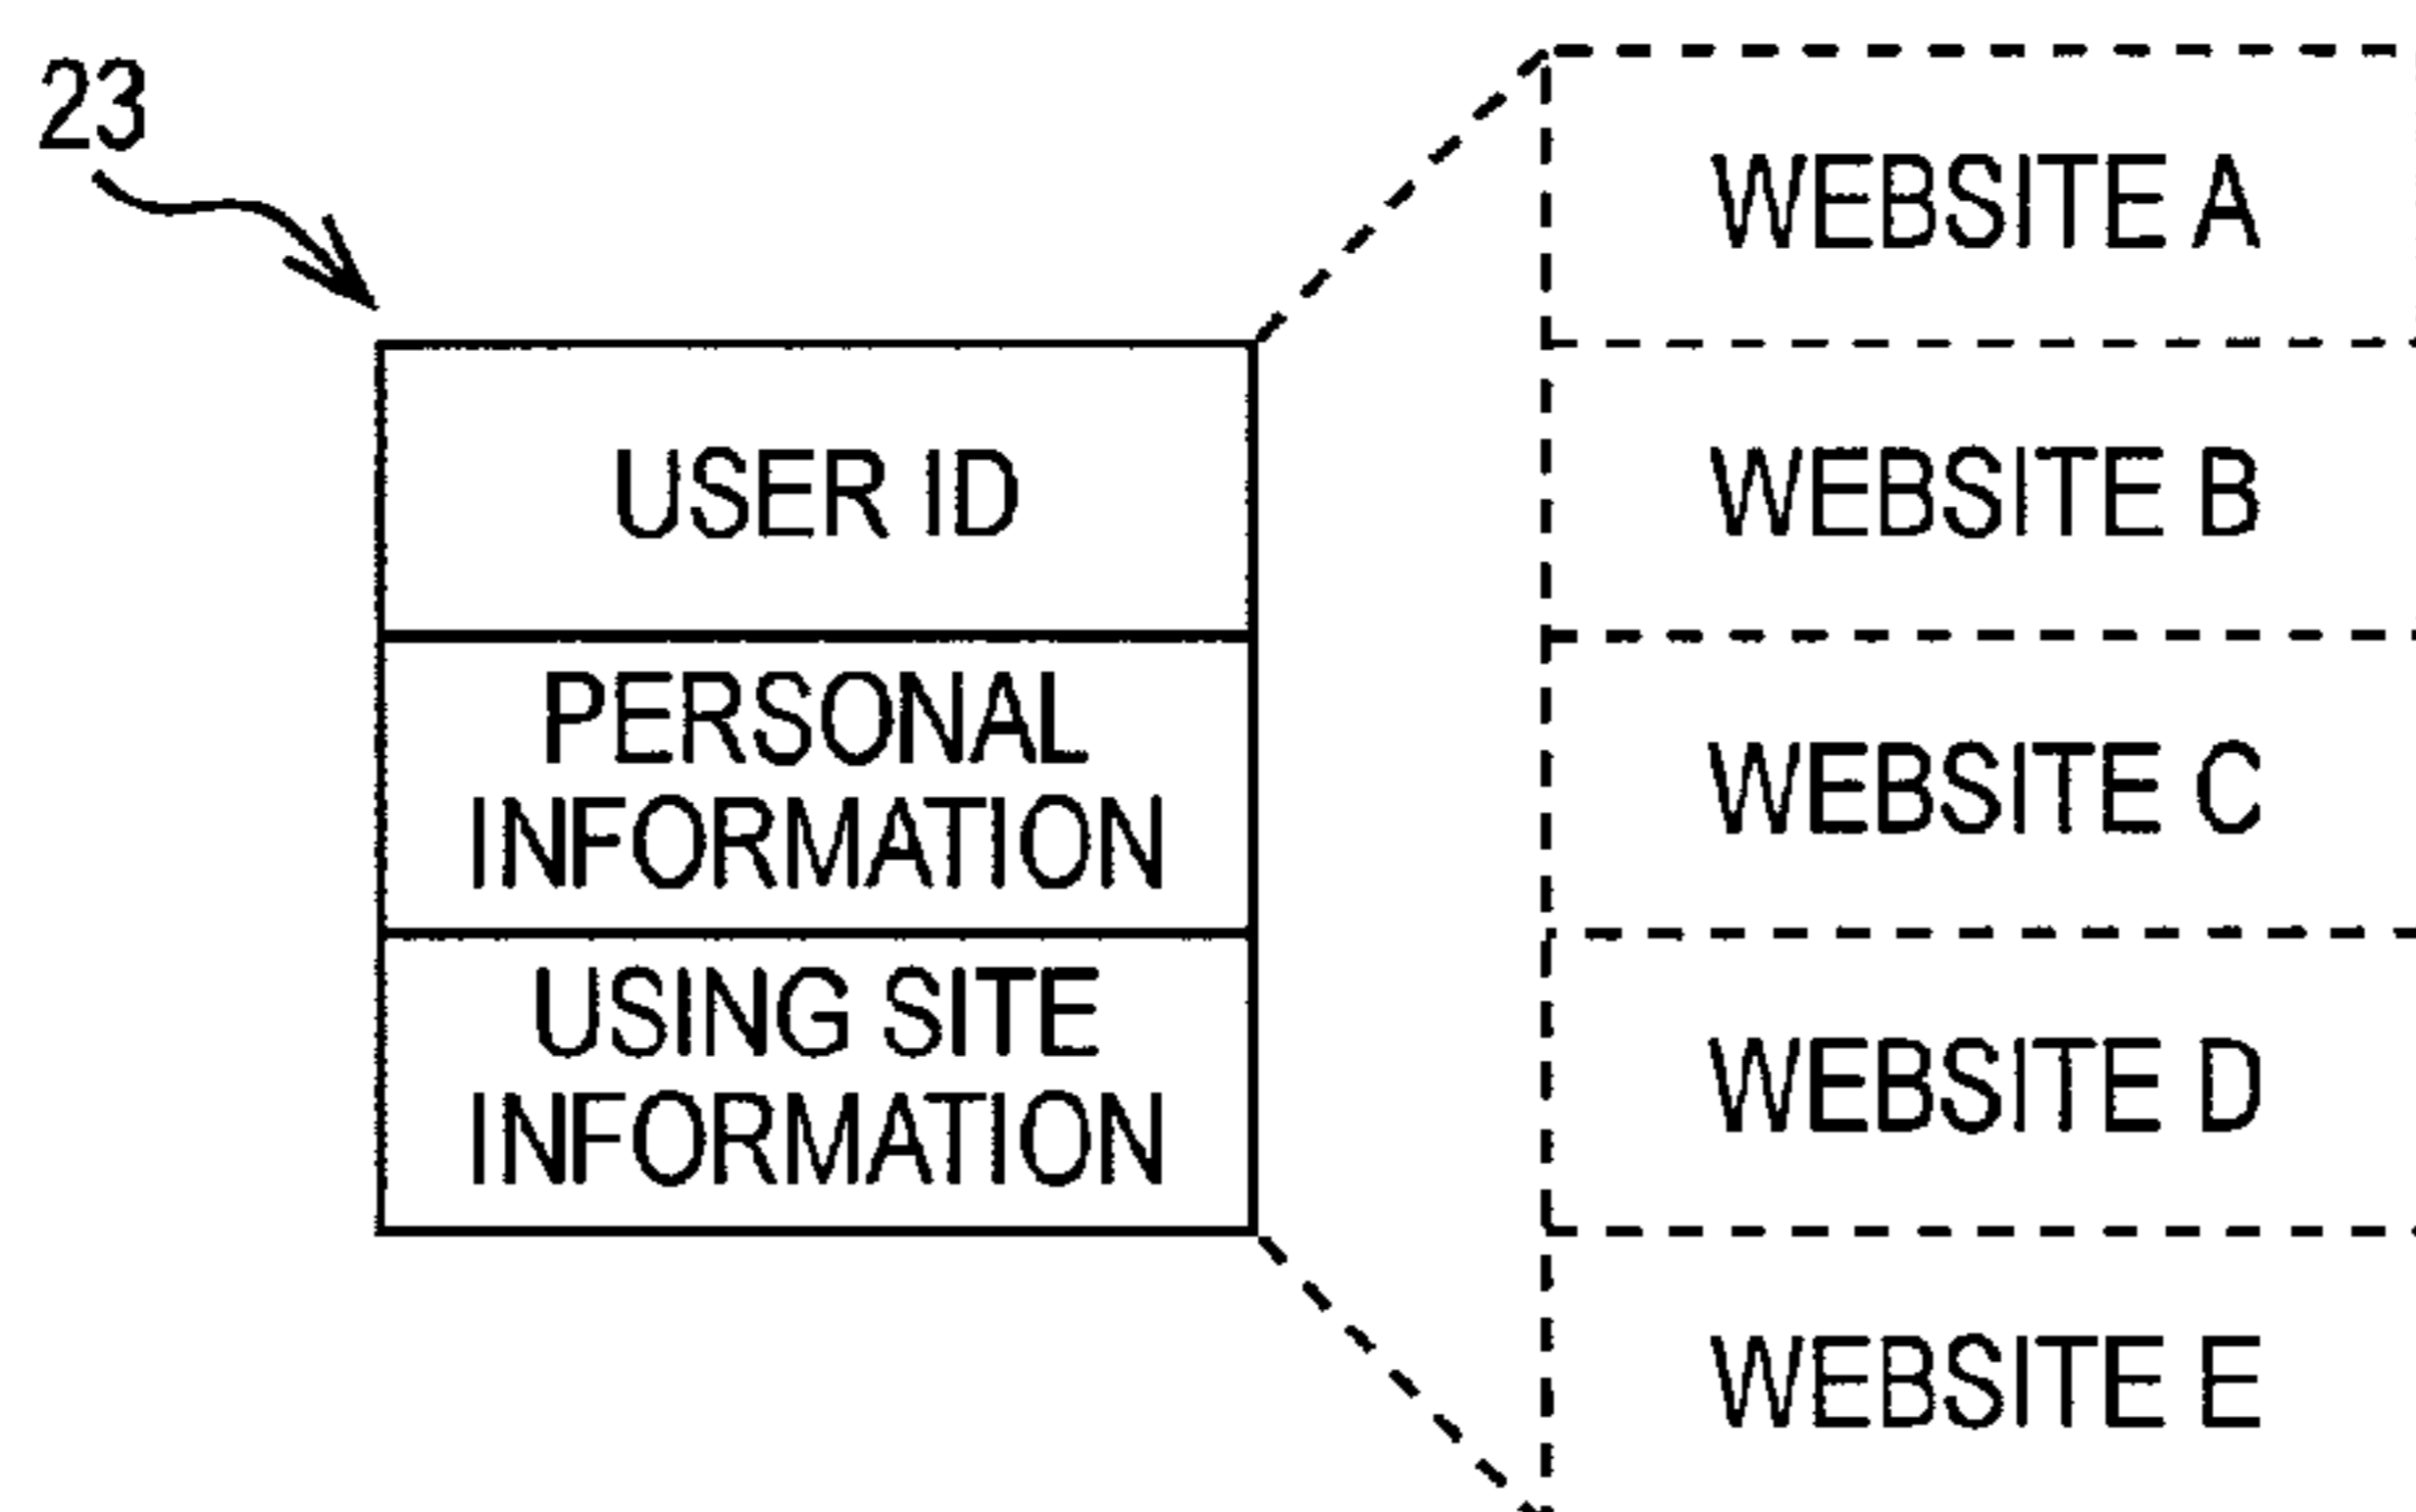 23
USER ID
PERSONAL
INFORMATION
USING SITE
INFORMATION
WEBSITE A
WEBSITE B
WEBSITE C
WEBSITE D
WEBSITE E